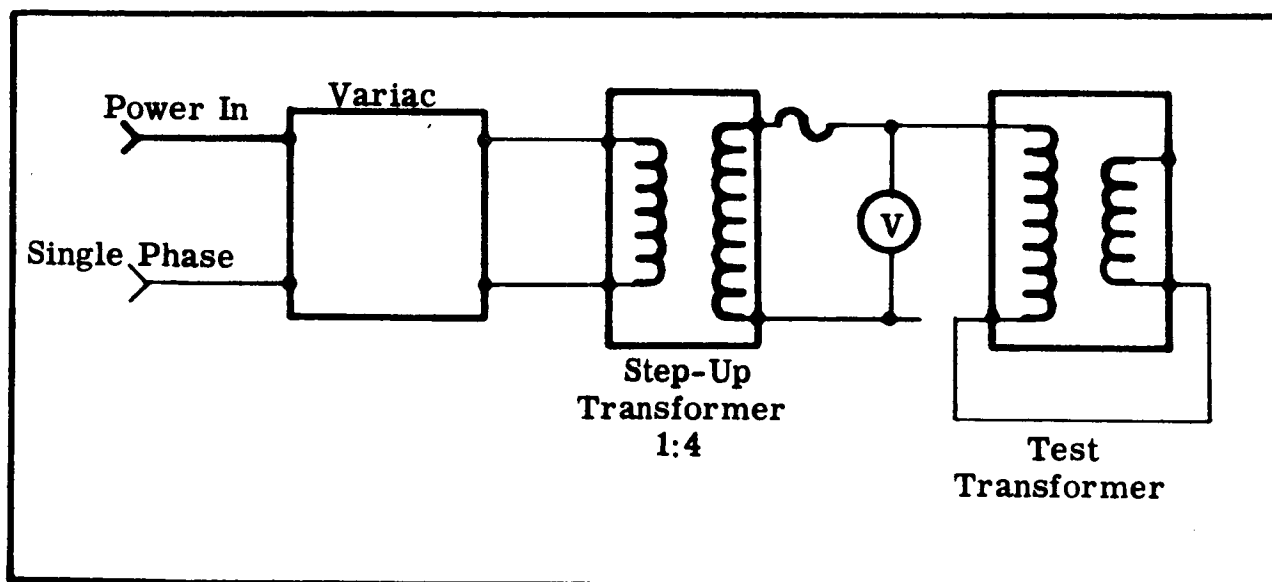 Power In
Variac
Single Phase
V
Step-Up
Transformer
1:4
Test
Transformer